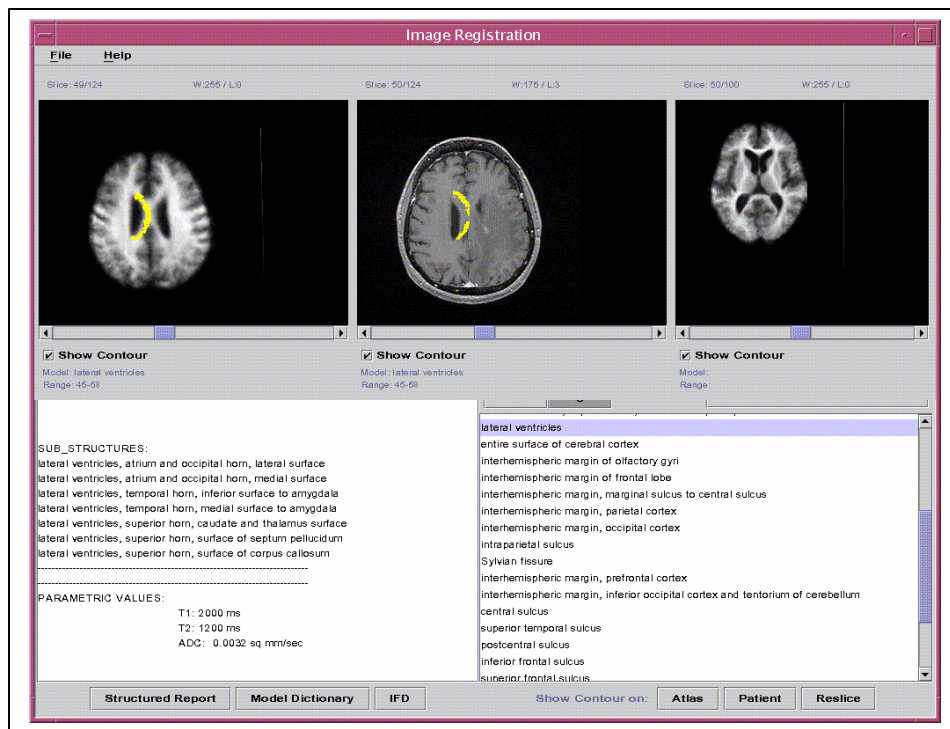 Image Registration
File Help
Slice: 49/124 W:255 / L:0 Slice: 50/124 W:175 / L:3 Slice: 50/100 W:255 / L:0
Show Contour Show Contour Show Contour
Model: lateral ventricles Model: lateral ventricles Model:
Range: 45-58 Range: 45-58 Range:
SUB_STRUCTURES:
lateral ventricles, atrium and occipital horn, lateral surface
lateral ventricles, atrium and occipital horn, medial surface
lateral ventricles, temporal horn, inferior surface to amygdala
lateral ventricles, temporal horn, medial surface to amygdala
lateral ventricles, superior horn, caudate and thalamus surface
lateral ventricles, superior horn, surface of septum pellucidum
lateral ventricles, superior horn, surface of corpus callosum
PARAMETRIC VALUES:
T1: 2000 ms
T2: 1200 ms
ADC: 0.0032 sq mm/sec
lateral ventricles
entire surface of cerebral cortex
interhemispheric margin of olfactory gyri
interhemispheric margin of frontal lobe
interhemispheric margin, marginal sulcus to central sulcus
interhemispheric margin, parietal cortex
interhemispheric margin, occipital cortex
intraparietal sulcus
Sylvian fissure
interhemispheric margin, prefrontal cortex
interhemispheric margin, inferior occipital cortex and tentorium of cerebellum
central sulcus
superior temporal sulcus
postcentral sulcus
inferior frontal sulcus
superior frontal sulcus
Structured Report Model Dictionary IFD Show Contour on: Atlas Patient Reslice